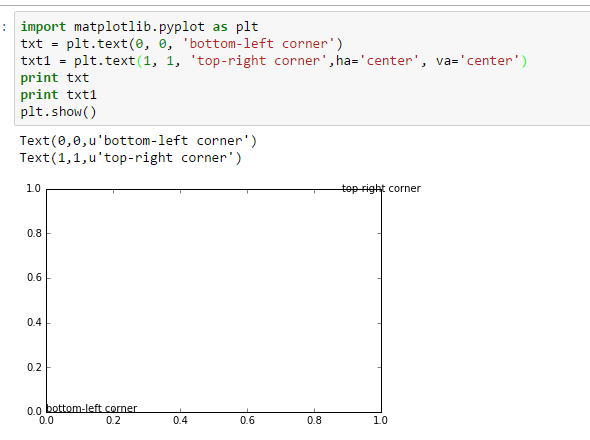 :
import matplotlib.pyplot as plt
txt = plt.text(0, 0, 'bottom-left corner')
txt1 = plt.text(1, 1, 'top-right corner',ha='center', va='center')
print txt
print txt1
plt.show()
Text(0,0,u'bottom-left corner')
Text(1,1,u'top-right corner')
1.0
top-right corner
0.8
0.6
0.4
0.2
0.0
bottom-left corner
0.0 0.2 0.4 0.6 0.8 1.0